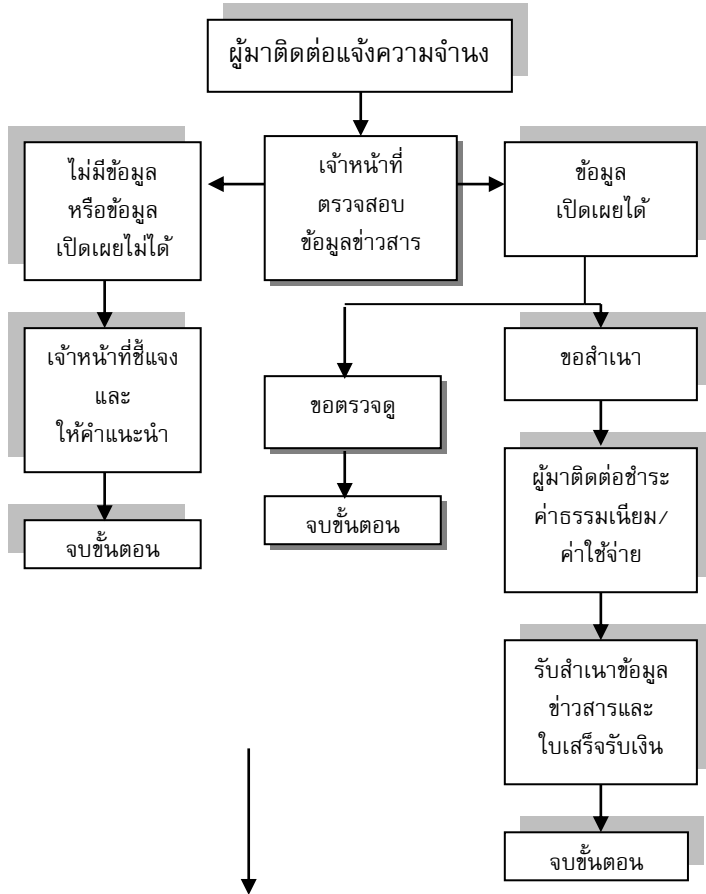 ผู้มาติดต่อแจ้งความจำนง
ไม่มีข้อมูล
หรือข้อมูล
เปิดเผยไม่ได้
เจ้าหน้าที่
ตรวจสอบ
ข้อมูลข่าวสาร
ข้อมูล
เปิดเผยได้
เจ้าหน้าที่ชี้แจง
และ
ให้คำแนะนำ
ขอตรวจดู
ขอสำเนา
จบขั้นตอน
จบขั้นตอน
ผู้มาติดต่อชำระ
ค่าธรรมเนียม/
ค่าใช้จ่าย
รับสำเนาข้อมูล
ข่าวสารและ
ใบเสร็จรับเงิน
จบขั้นตอน